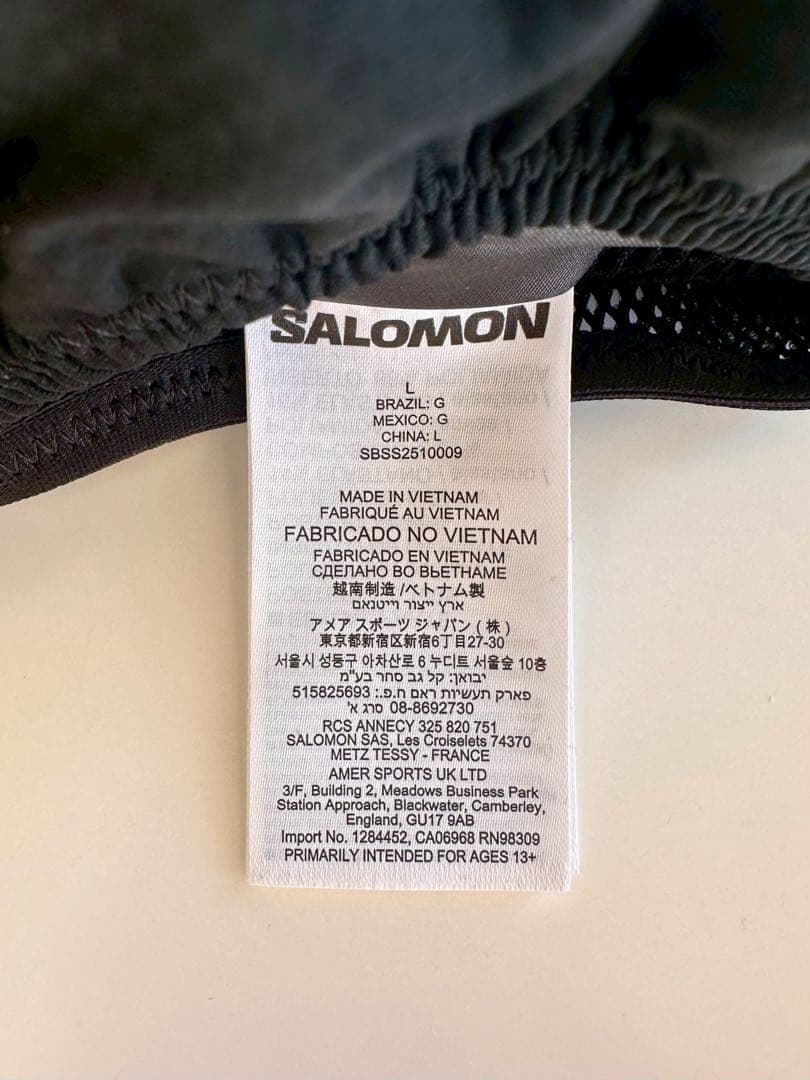 SALOMON
L
BRAZIL: G
MEXICO: G
CHINA: L
SBSS2510009
MADE IN VIETNAM
FABRIQUÉ AU VIETNAM
FABRICADO NO VIETNAM
FABRICADO EN VIETNAM
СДЕЛАНО ВО ВЬЕТНАМЕ
越南制造 /ベトナム製
ארץ ייצור וייטנאם
アメア スポーツ ジャパン ( 株 )
東京都新宿区新宿6丁目27-30
서울시 성동구 아차산로 6 누디트 서울숲 10층
יבואן: קל גב סחר בע"מ
פארק תעשיות ראם ח.פ.: 515825693
08-8692730 סרג א'
RCS ANNECY 325 820 751
SALOMON SAS, Les Croiselets 74370
METZ TESSY - FRANCE
AMER SPORTS UK LTD
3/F, Building 2, Meadows Business Park
Station Approach, Blackwater, Camberley,
England, GU17 9AB
Import No. 1284452, CA06968 RN98309
PRIMARILY INTENDED FOR AGES 13+